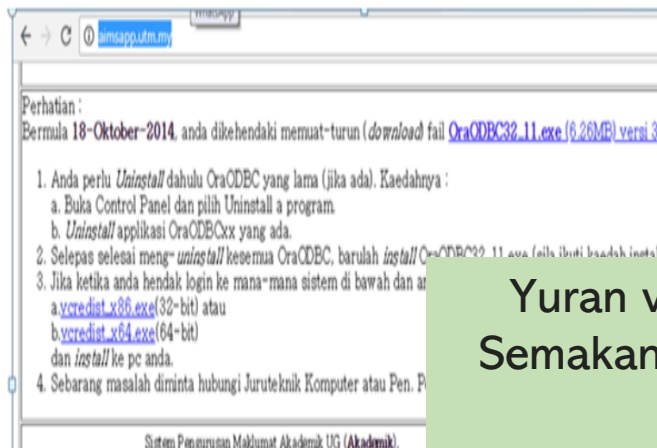 WhatsApp
aimsapp.utm.my
Perhatian :
Bermula 18-Oktober-2014, anda dikehendaki memuat-turun (download) fail OraODBC32_11.exe (6.26MB) versi 3
1. Anda perlu Uninstall dahulu OraODBC yang lama (jika ada). Kaedahnya :
a. Buka Control Panel dan pilih Uninstall a program.
b. Uninstall applikasi OraODBCxx yang ada.
2. Selepas selesai meng-uninstall kesemua OraODBC, barulah install OraODBC32_11.exe (sila ikuti kaedah
3. Jika ketika anda hendak login ke mana-mana sistem di bawah dan
a.vcredist_x86.exe(32-bit) atau
b.vcredist_x64.exe(64-bit)
dan install ke pc anda.
4. Sebarang masalah diminta hubungi Juruteknik Komputer atau Pen.
Yuran
Semakan
Sistem Pengurusan Maklumat Akademik UG (Akademik).